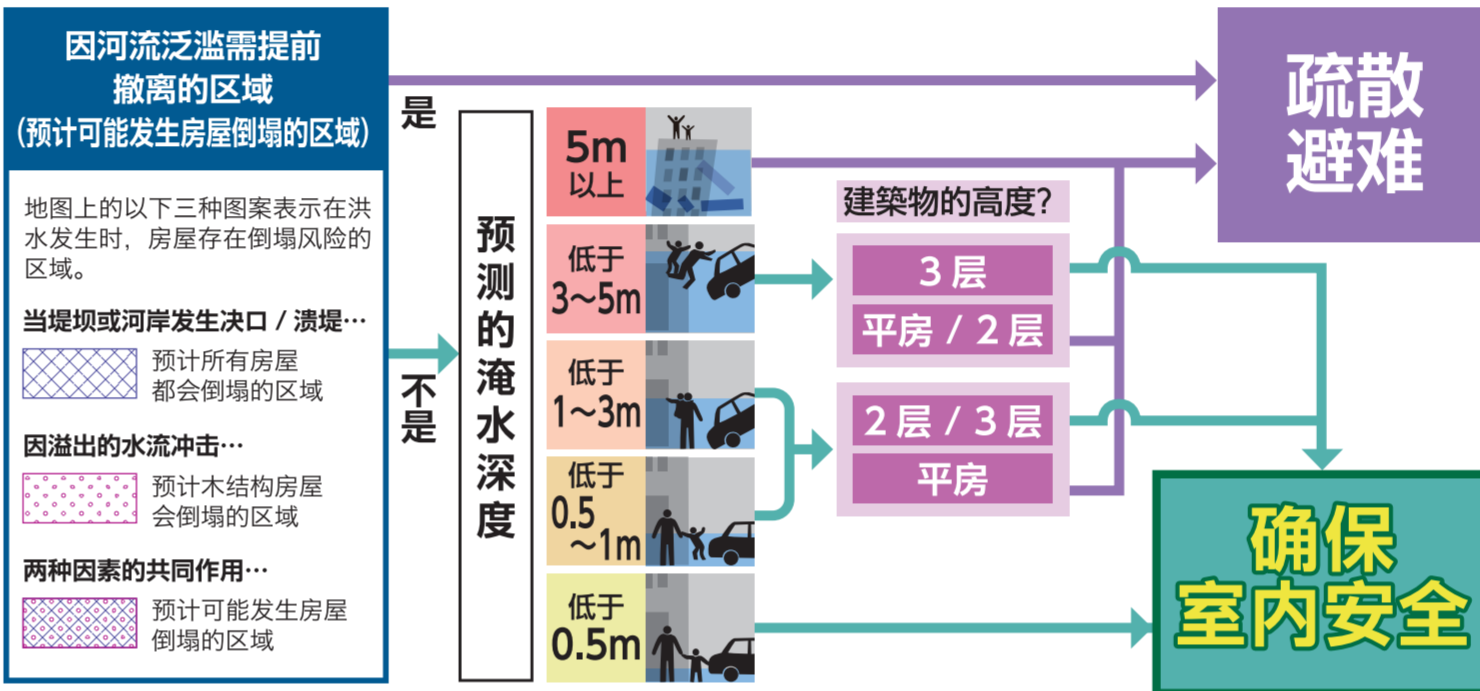 因河流泛滥需提前
撤离的区域
（预计可能发生房屋倒塌的区域）
地图上的以下三种图案表示在洪
水发生时，房屋存在倒塌风险的
区域。
当堤坝或河岸发生决口 / 溃堤…
预计所有房屋
都会倒塌的区域
因溢出的水流冲击…
预计木结构房屋
会倒塌的区域
两种因素的共同作用…
预计可能发生房屋
倒塌的区域
是
不是
预测的淹水深度
5m
以上
低于
3～5m
低于
1～3m
低于
0.5
～1m
低于
0.5m
建築物的高度？
3 层
平房 / 2 层
2 层 / 3 层
平房
疏散
避难
确保
室内安全